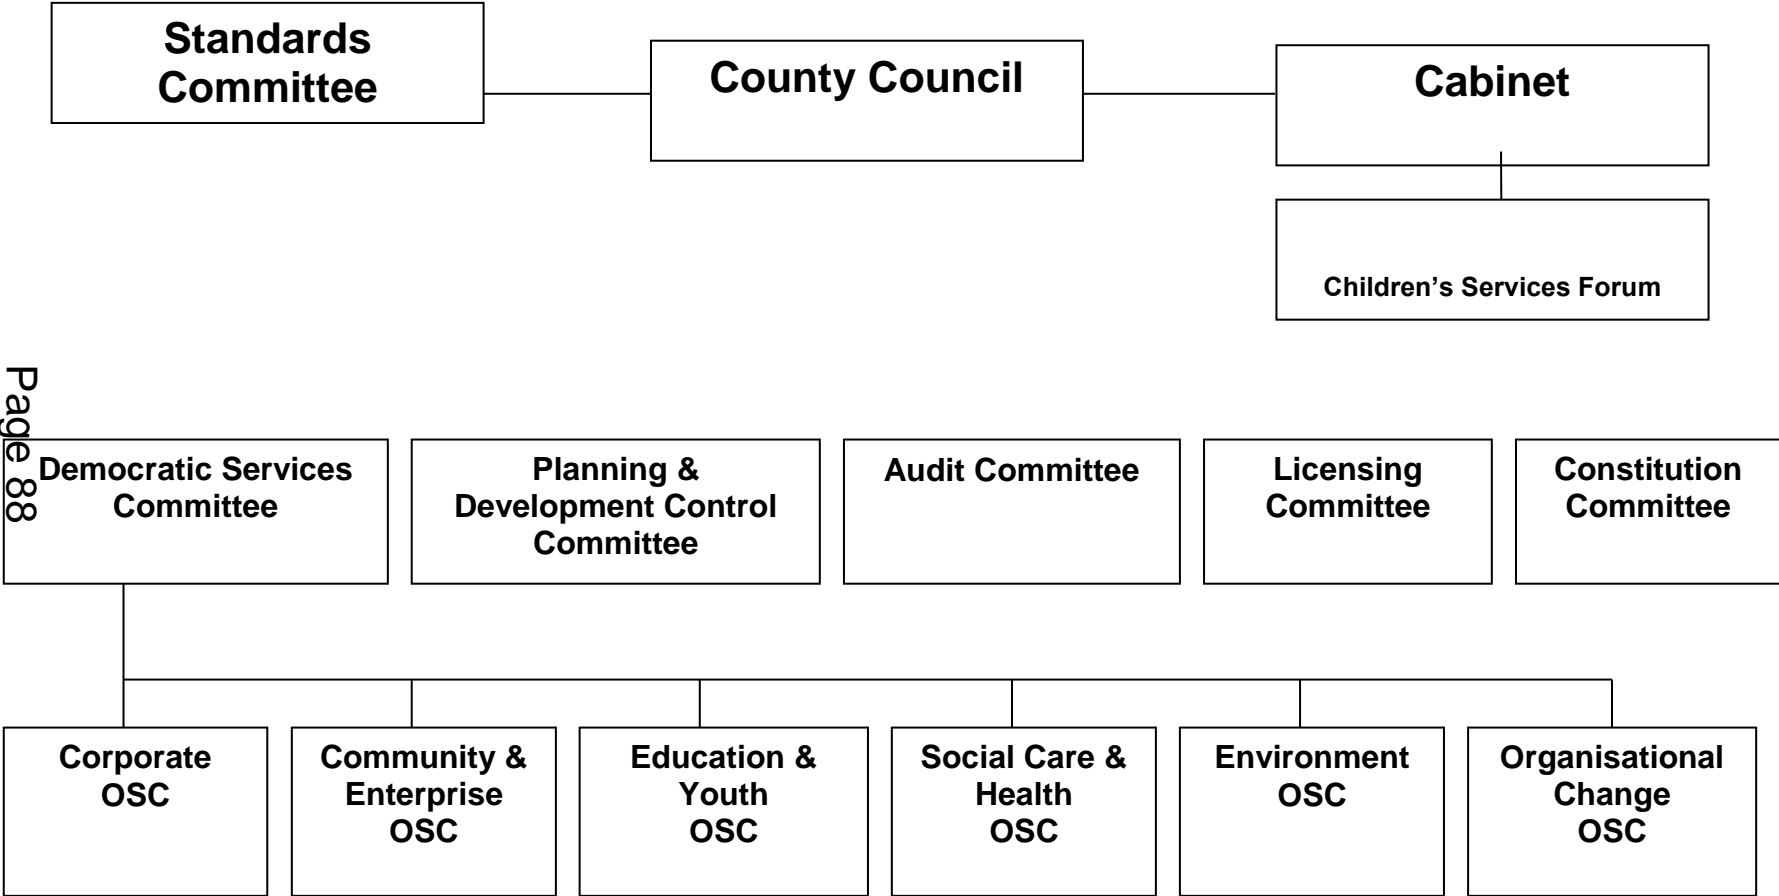 Standards
Committee
County Council
Cabinet
Children’s Services Forum
Page 88
Democratic Services
Committee
Planning &
Development Control
Committee
Audit Committee
Licensing
Committee
Constitution
Committee
Corporate
OSC
Community &
Enterprise
OSC
Education &
Youth
OSC
Social Care &
Health
OSC
Environment
OSC
Organisational
Change
OSC